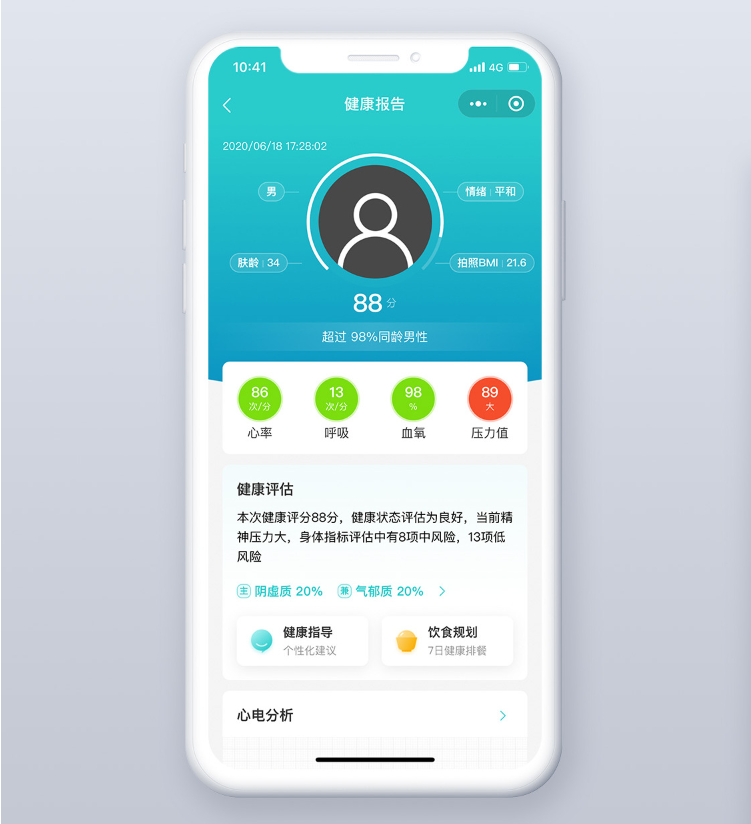 10:41
4G
健康报告
2020/06/18 17:28:02
男
情绪 | 平和
肤龄 | 34
拍照BMI | 21.6
88分
超过 98%同龄男性
86 13 98 89
次/分 次/分 % 大
心率 呼吸 血氧 压力值
健康评估
本次健康评分88分，健康状态评估为良好，当前精
神压力大，身体指标评估中有8项中风险，13项低
风险
主 阴虚质 20% 兼 气郁质 20%
健康指导 饮食规划
个性化建议 7日健康排餐
心电分析